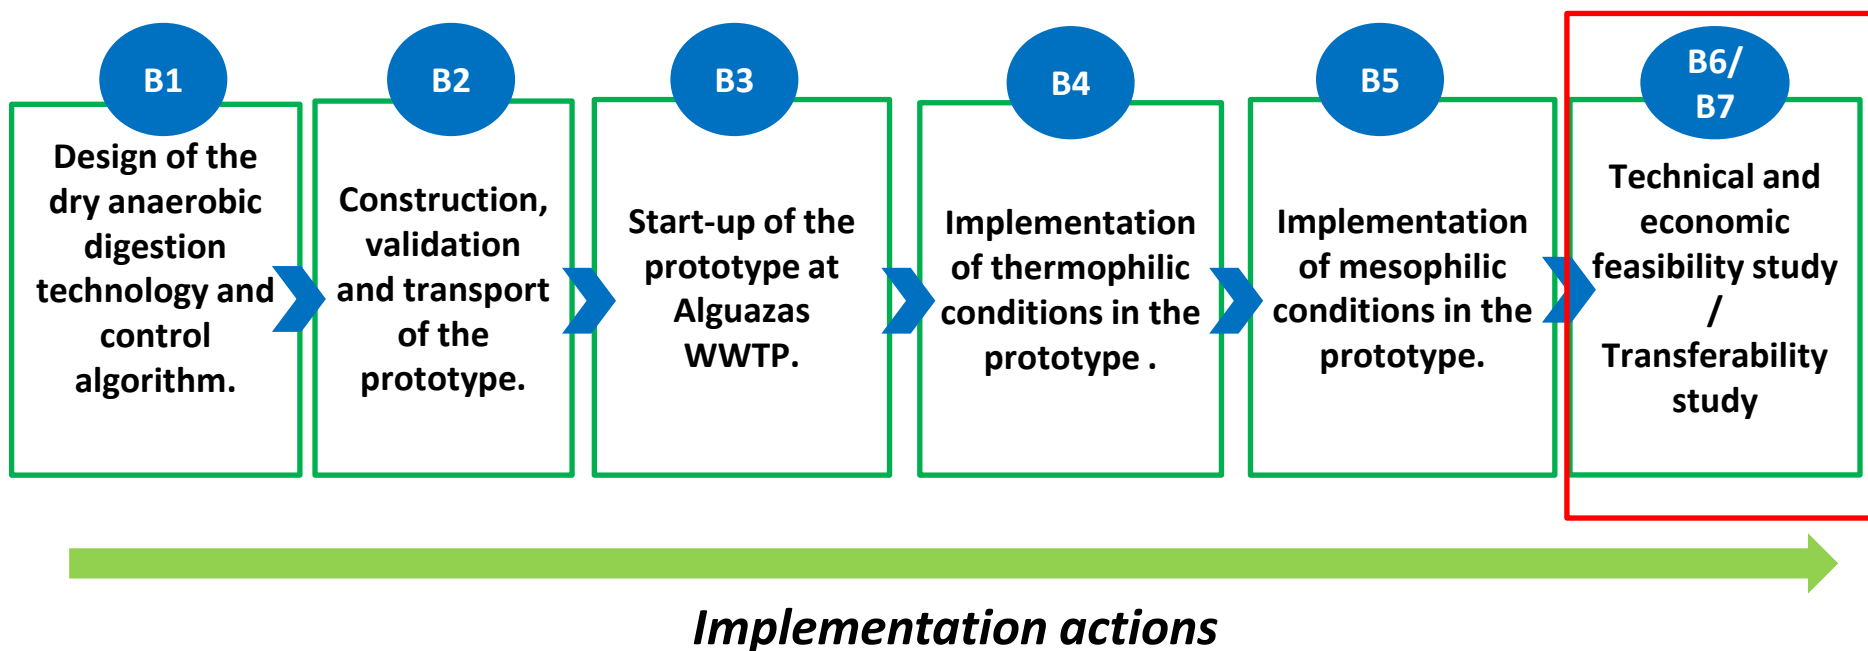 B1
Design of the
dry anaerobic
digestion
technology and
control
algorithm.
B2
Construction,
validation
and transport
of the
prototype.
B3
Start-up of the
prototype at
Alguazas
WWTP.
B4
Implementation
of thermophilic
conditions in the
prototype .
B5
Implementation
of mesophilic
conditions in the
prototype.
B6/
B7
Technical and
economic
feasibility study
/
Transferability
study
Implementation actions